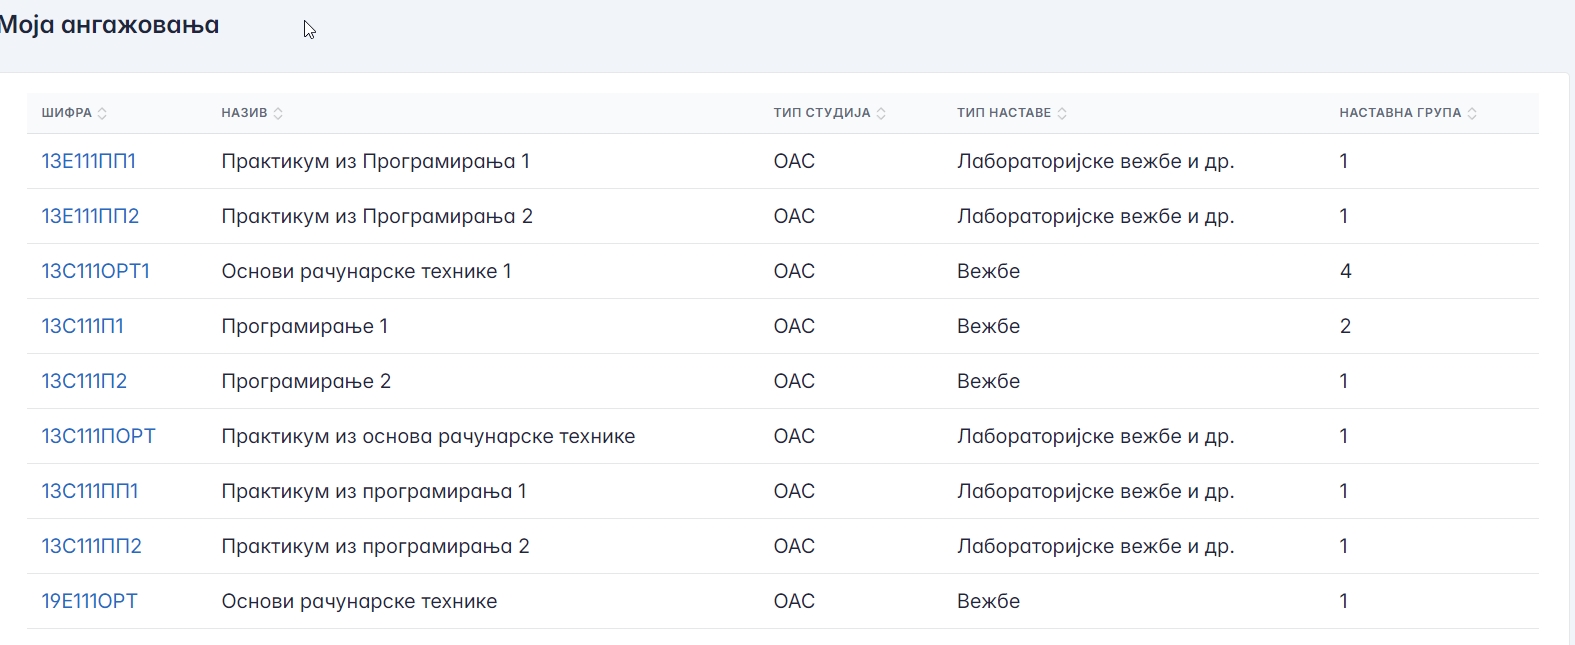 Моја ангажовања
ШИФРА НАЗИВ ТИП СТУДИЈА ТИП НАСТАВЕ НАСТАВНА ГРУПА
13Е111ПП1 Практикум из Програмирања 1 ОАС Лабораторијске вежбе и др. 1
13Е111ПП2 Практикум из Програмирања 2 ОАС Лабораторијске вежбе и др. 1
13С111ОРТ1 Основи рачунарске технике 1 ОАС Вежбе 4
13С111П1 Програмирање 1 ОАС Вежбе 2
13С111П2 Програмирање 2 ОАС Вежбе 1
13С111ПОРТ Практикум из основа рачунарске технике ОАС Лабораторијске вежбе и др. 1
13С111ПП1 Практикум из програмирања 1 ОАС Лабораторијске вежбе и др. 1
13С111ПП2 Практикум из програмирања 2 ОАС Лабораторијске вежбе и др. 1
19Е111ОРТ Основи рачунарске технике ОАС Вежбе 1